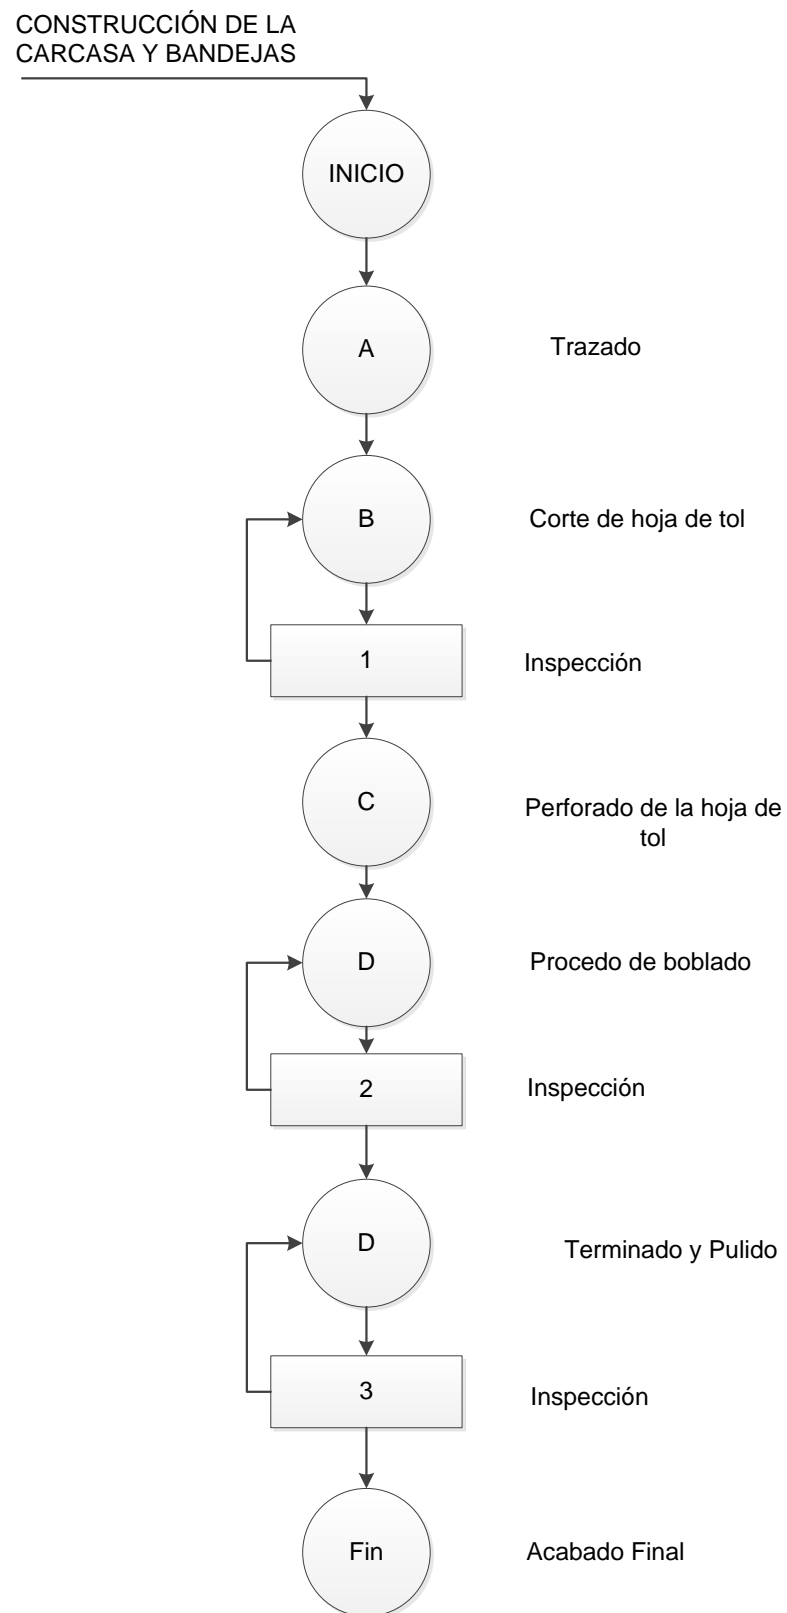 CONSTRUCCIÓN DE LA
CARCASA Y BANDEJAS
INICIO
A
Trazado
B
Corte de hoja de tol
1
Inspección
C
Perforado de la hoja de
tol
D
Procedo de boblado
2
Inspección
D
Terminado y Pulido
3
Inspección
Fin
Acabado Final